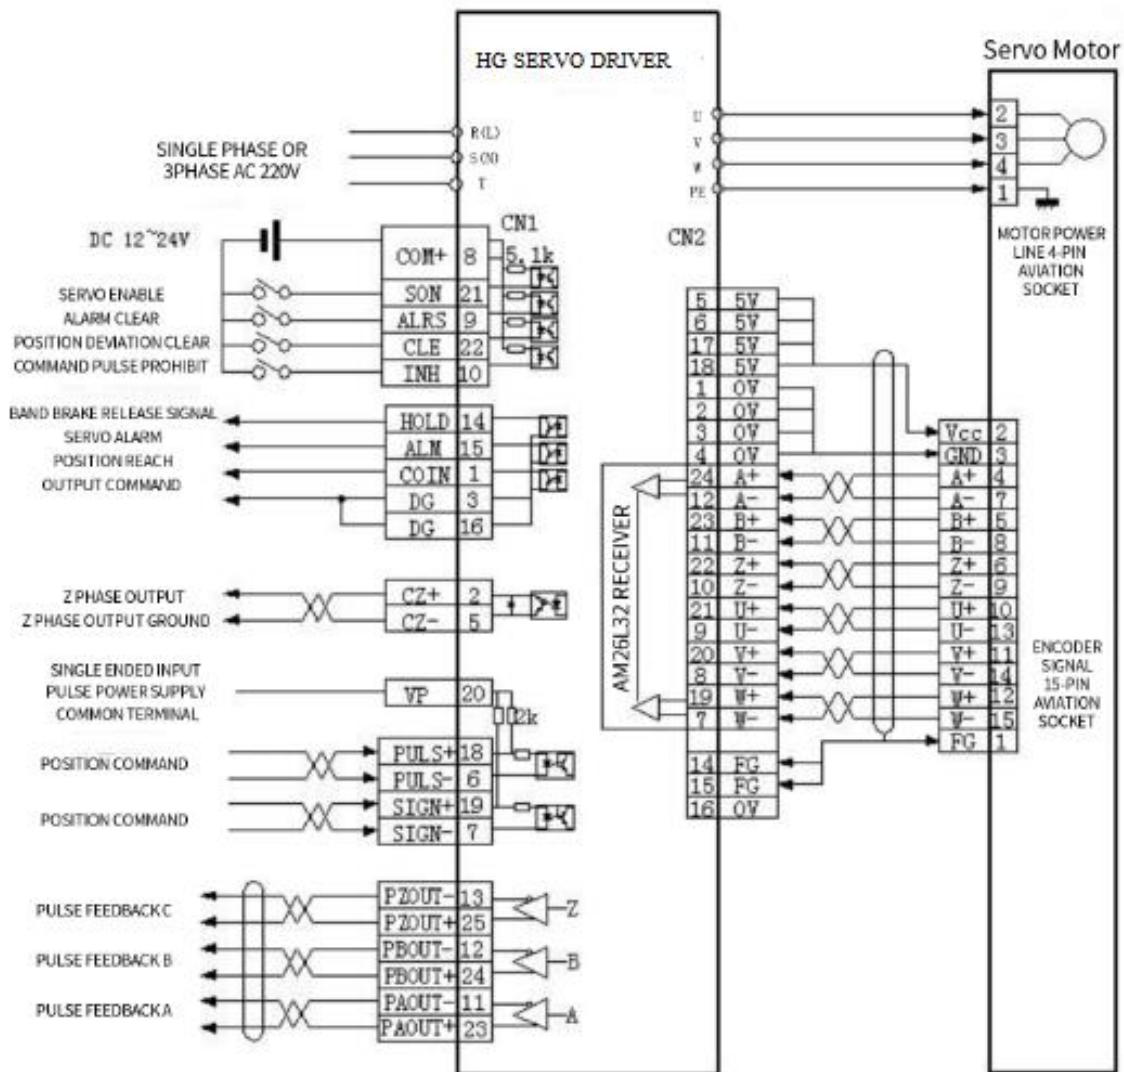 HG SERVO DRIVER
Servo Motor
SINGLE PHASE OR
3PHASE AC 220V
R(L)
S(N)
T
U
V
W
PE
2
3
4
1
MOTOR POWER
LINE 4-PIN
AVIATION
SOCKET
CN1
CN2
DC 12~24V
5.1k
COM+ 8
SERVO ENABLE
SON 21
ALARM CLEAR
ALRS 9
POSITION DEVIATION CLEAR
CLE 22
COMMAND PULSE PROHIBIT
INH 10
BAND BRAKE RELEASE SIGNAL
HOLD 14
SERVO ALARM
ALM 15
POSITION REACH
COIN 1
OUTPUT COMMAND
DG 3
DG 16
Z PHASE OUTPUT
CZ+ 2
Z PHASE OUTPUT GROUND
CZ- 5
SINGLE ENDED INPUT
PULSE POWER SUPPLY
COMMON TERMINAL
VP 20
2k
POSITION COMMAND
PULS+ 18
PULS- 6
POSITION COMMAND
SIGN+ 19
SIGN- 7
PULSE FEEDBACK C
PZOUT- 13
PZOUT+ 25
Z
PULSE FEEDBACK B
PBOUT- 12
PBOUT+ 24
B
PULSE FEEDBACK A
PAOUT- 11
PAOUT+ 23
A
5 5V
6 5V
17 5V
18 5V
1 0V
2 0V
3 0V
4 0V
24 A+
12 A-
23 B+
11 B-
22 Z+
10 Z-
21 U+
9 U-
20 V+
8 V-
19 W+
7 W-
14 FG
15 FG
16 0V
AM26L32 RECEIVER
Vcc 2
GND 3
A+ 4
A- 7
B+ 5
B- 8
Z+ 6
Z- 9
U+ 10
U- 13
V+ 11
V- 14
W+ 12
W- 15
FG 1
ENCODER
SIGNAL
15-PIN
AVIATION
SOCKET